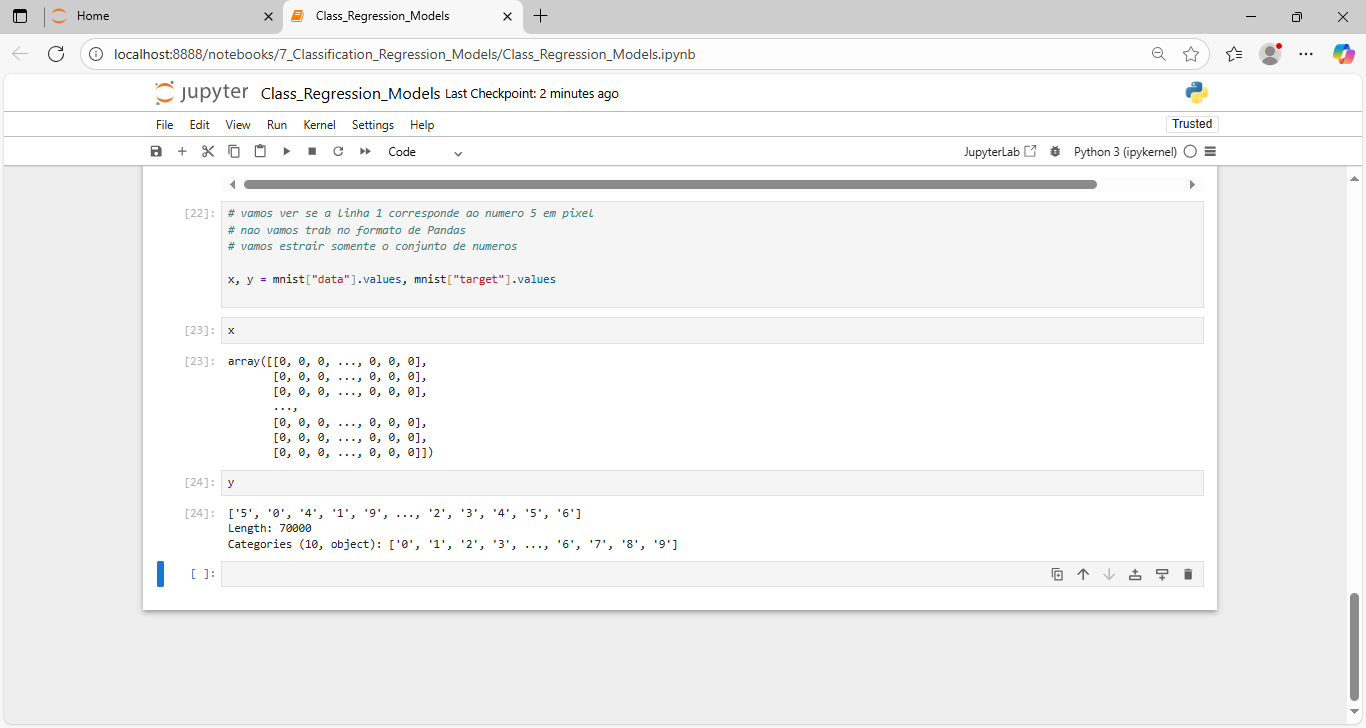 Home
Class_Regression_Models
localhost:8888/notebooks/7_Classification_Regression_Models/Class_Regression_Models.ipynb
jupyter Class_Regression_Models Last Checkpoint: 2 minutes ago
File Edit View Run Kernel Settings Help
Trusted
Code
JupyterLab
Python 3 (ipykernel)
[22]: # vamos ver se a linha 1 corresponde ao numero 5 em pixel
# nao vamos trab no formato de Pandas
# vamos estrair somente o conjunto de numeros
x, y = mnist["data"].values, mnist["target"].values
[23]: x
[23]: array([[0, 0, 0, ..., 0, 0, 0],
[0, 0, 0, ..., 0, 0, 0],
[0, 0, 0, ..., 0, 0, 0],
...,
[0, 0, 0, ..., 0, 0, 0],
[0, 0, 0, ..., 0, 0, 0],
[0, 0, 0, ..., 0, 0, 0]])
[24]: y
[24]: ['5', '0', '4', '1', '9', ..., '2', '3', '4', '5', '6']
Length: 70000
Categories (10, object): ['0', '1', '2', '3', ..., '6', '7', '8', '9']
[ ]: